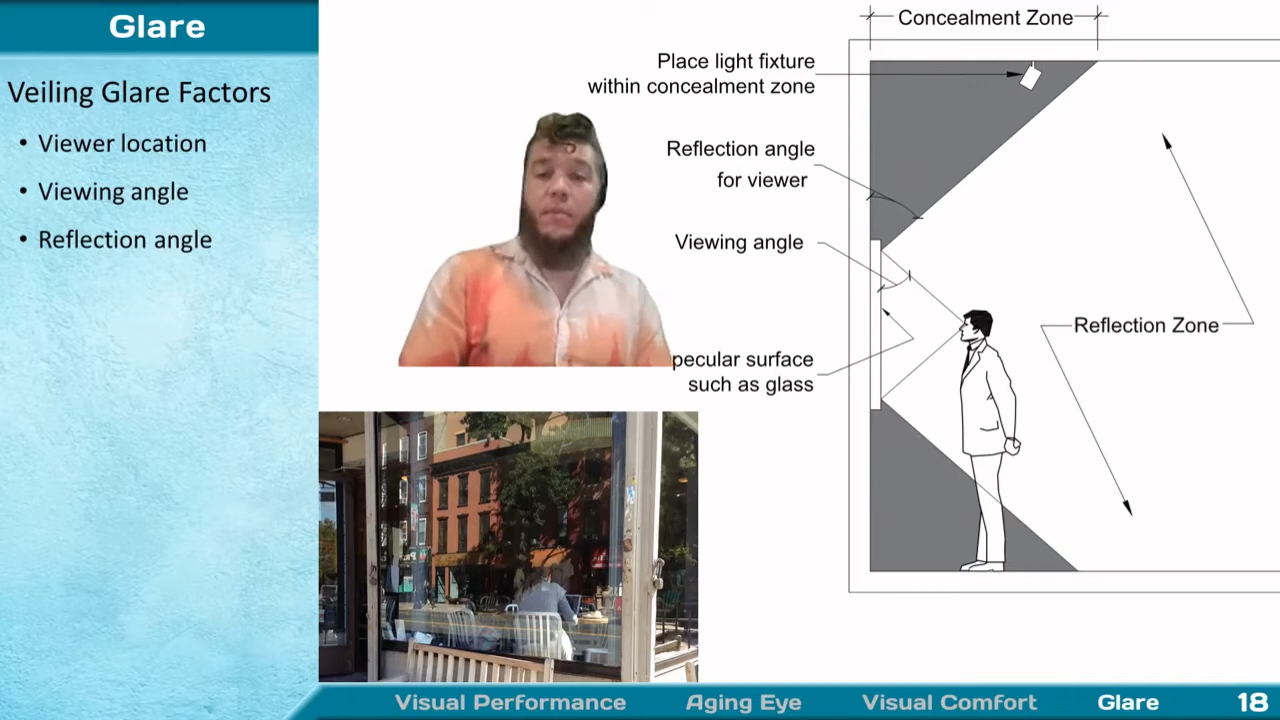 Glare
Veiling Glare Factors
• Viewer location
• Viewing angle
• Reflection angle
Concealment Zone
Place light fixture
within concealment zone
Reflection angle
for viewer
Viewing angle
pecular surface
such as glass
Reflection Zone
Visual Performance
Aging Eye
Visual Comfort
Glare
18